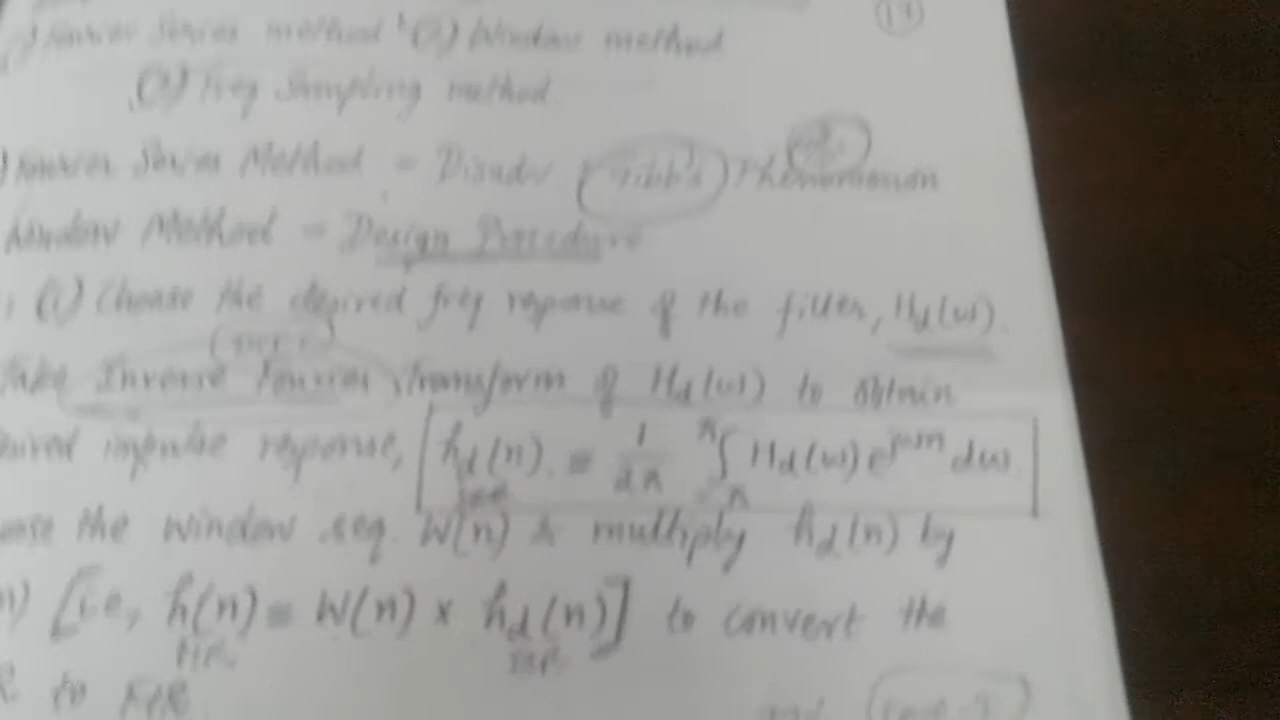 Fourier Series method (2) Window method
(17)
(3) Freq Sampling method.
Fourier Series Method - Disadv (Gibb's) Phenomenon
Window Method - Design Procedure
(i) Choose the desired freq response of the filter, Hd(ω).
Take Inverse Fourier Transform of Hd(ω) to obtain
impulse response, hd(n) = 1/2π ∫ Hd(ω) e^jωn dω
π
-π
the window seq. W(n) & multiply hd(n) by
[i.e, h(n) = W(n) × hd(n)] to convert the
FIR. IIR.
to FIR